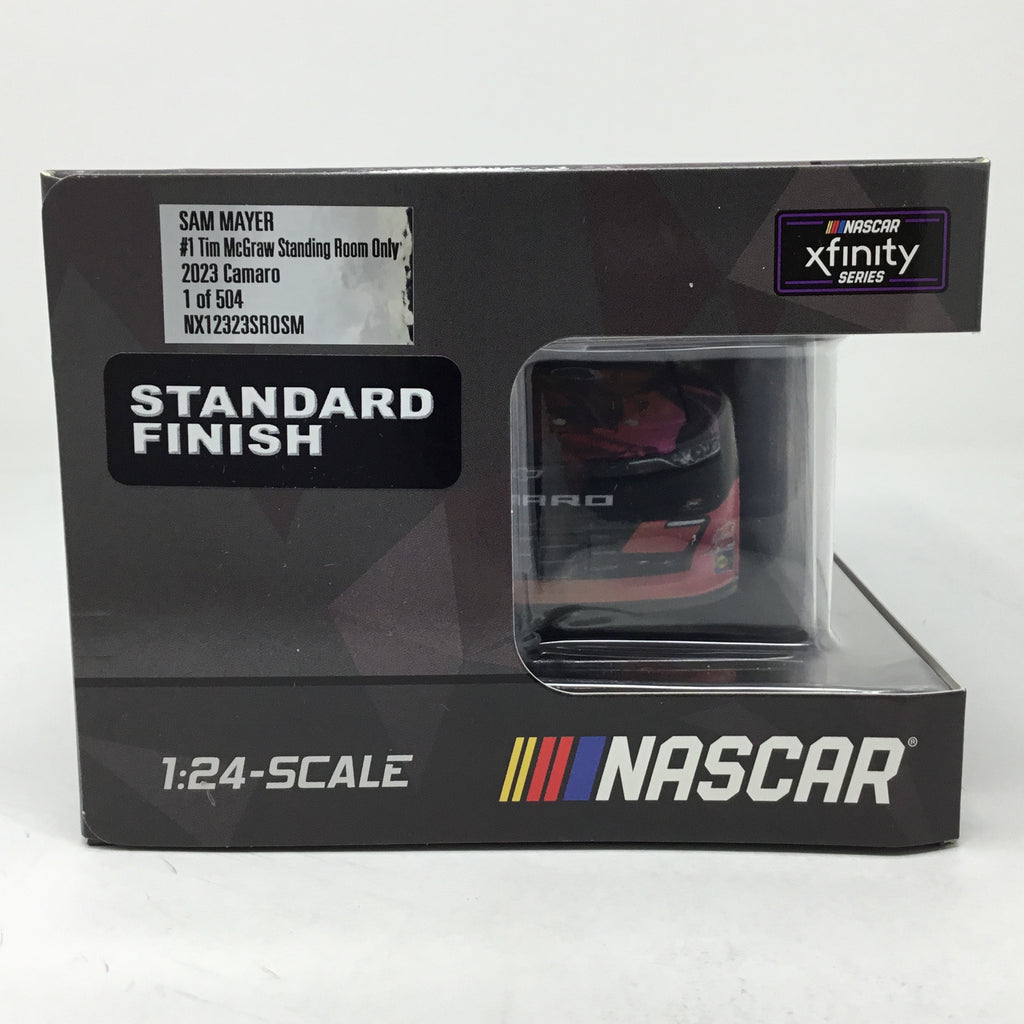 SAM MAYER
#1 Tim McGraw Standing Room Only
2023 Camaro
1 of 504
NX12323SROSM
NASCAR
xfinity
SERIES
STANDARD
FINISH
1:24-SCALE
NASCAR®